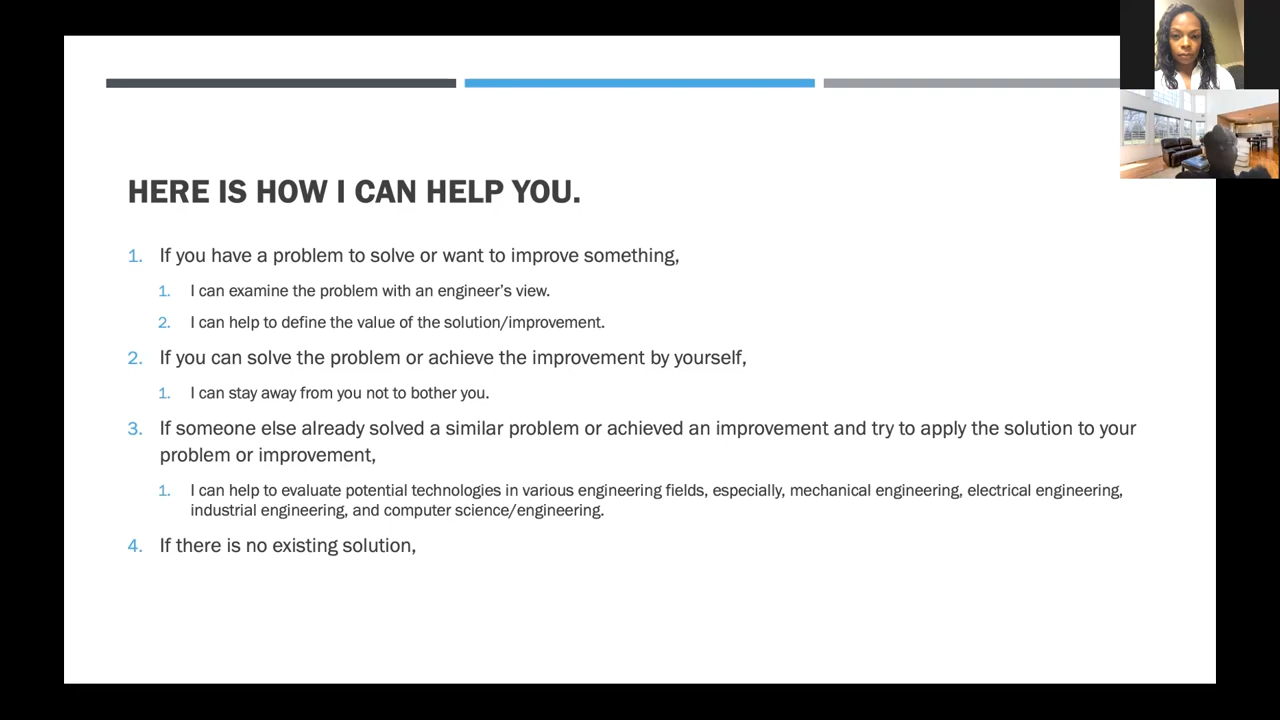 HERE IS HOW I CAN HELP YOU.
1. If you have a problem to solve or want to improve something,
1. I can examine the problem with an engineer's view.
2. I can help to define the value of the solution/improvement.
2. If you can solve the problem or achieve the improvement by yourself,
1. I can stay away from you not to bother you.
3. If someone else already solved a similar problem or achieved an improvement and try to apply the solution to your
problem or improvement,
1. I can help to evaluate potential technologies in various engineering fields, especially, mechanical engineering, electrical engineering,
industrial engineering, and computer science/engineering.
4. If there is no existing solution,